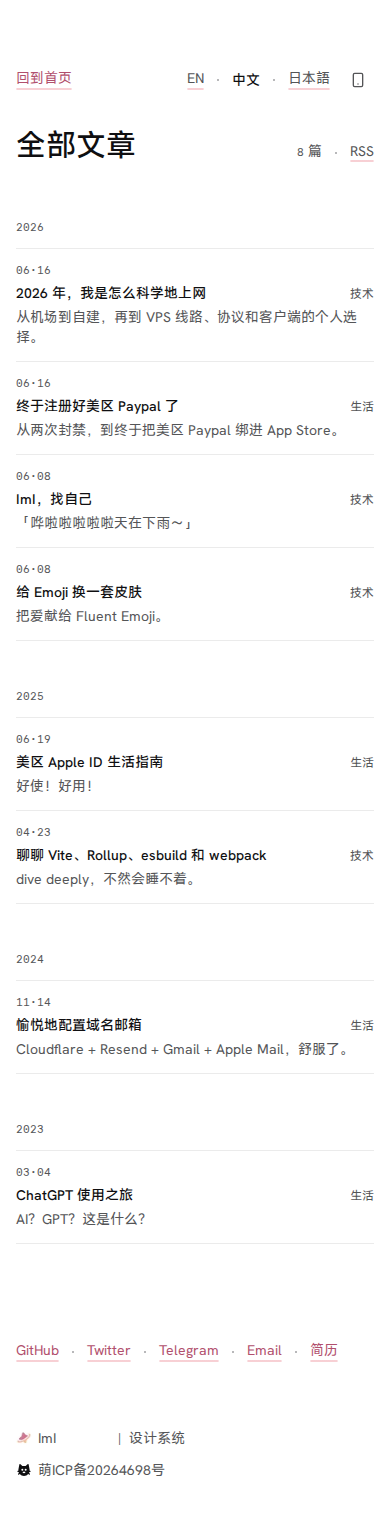 回到首页 EN · 中文 · 日本語
全部文章 8 篇 · RSS
2026
06·16
2026 年，我是怎么科学地上网 技术
从机场到自建，再到 VPS 线路、协议和客户端的个人选
择。
06·16
终于注册好美区 Paypal 了 生活
从两次封禁，到终于把美区 Paypal 绑进 App Store。
06·08
Iml，找自己 技术
「哗啦啦啦啦啦天在下雨～」
06·08
给 Emoji 换一套皮肤 技术
把爱献给 Fluent Emoji。
2025
06·19
美区 Apple ID 生活指南 生活
好使！好用！
04·23
聊聊 Vite、Rollup、esbuild 和 webpack 技术
dive deeply，不然会睡不着。
2024
11·14
愉悦地配置域名邮箱 生活
Cloudflare + Resend + Gmail + Apple Mail，舒服了。
2023
03·04
ChatGPT 使用之旅 生活
AI？GPT？这是什么？
GitHub · Twitter · Telegram · Email · 简历
Iml | 设计系统
萌ICP备20264698号